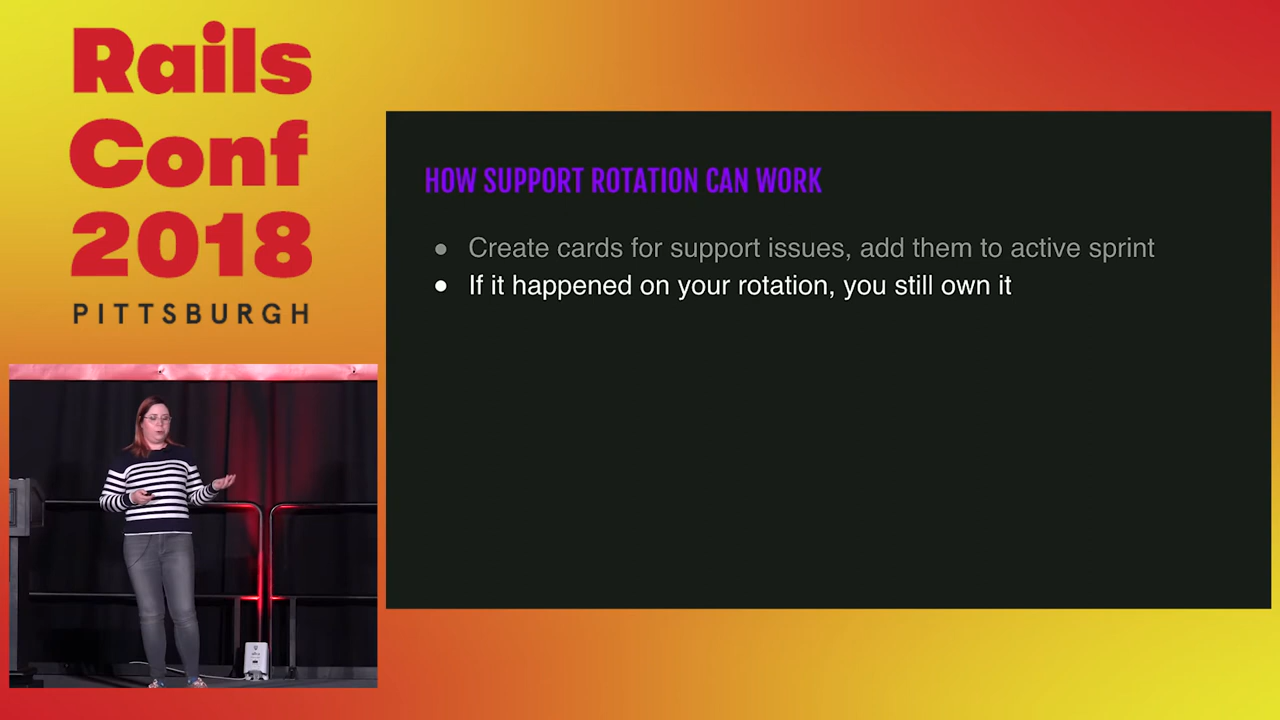 Rails
Conf
2018
PITTSBURGH
HOW SUPPORT ROTATION CAN WORK
● Create cards for support issues, add them to active sprint
● If it happened on your rotation, you still own it